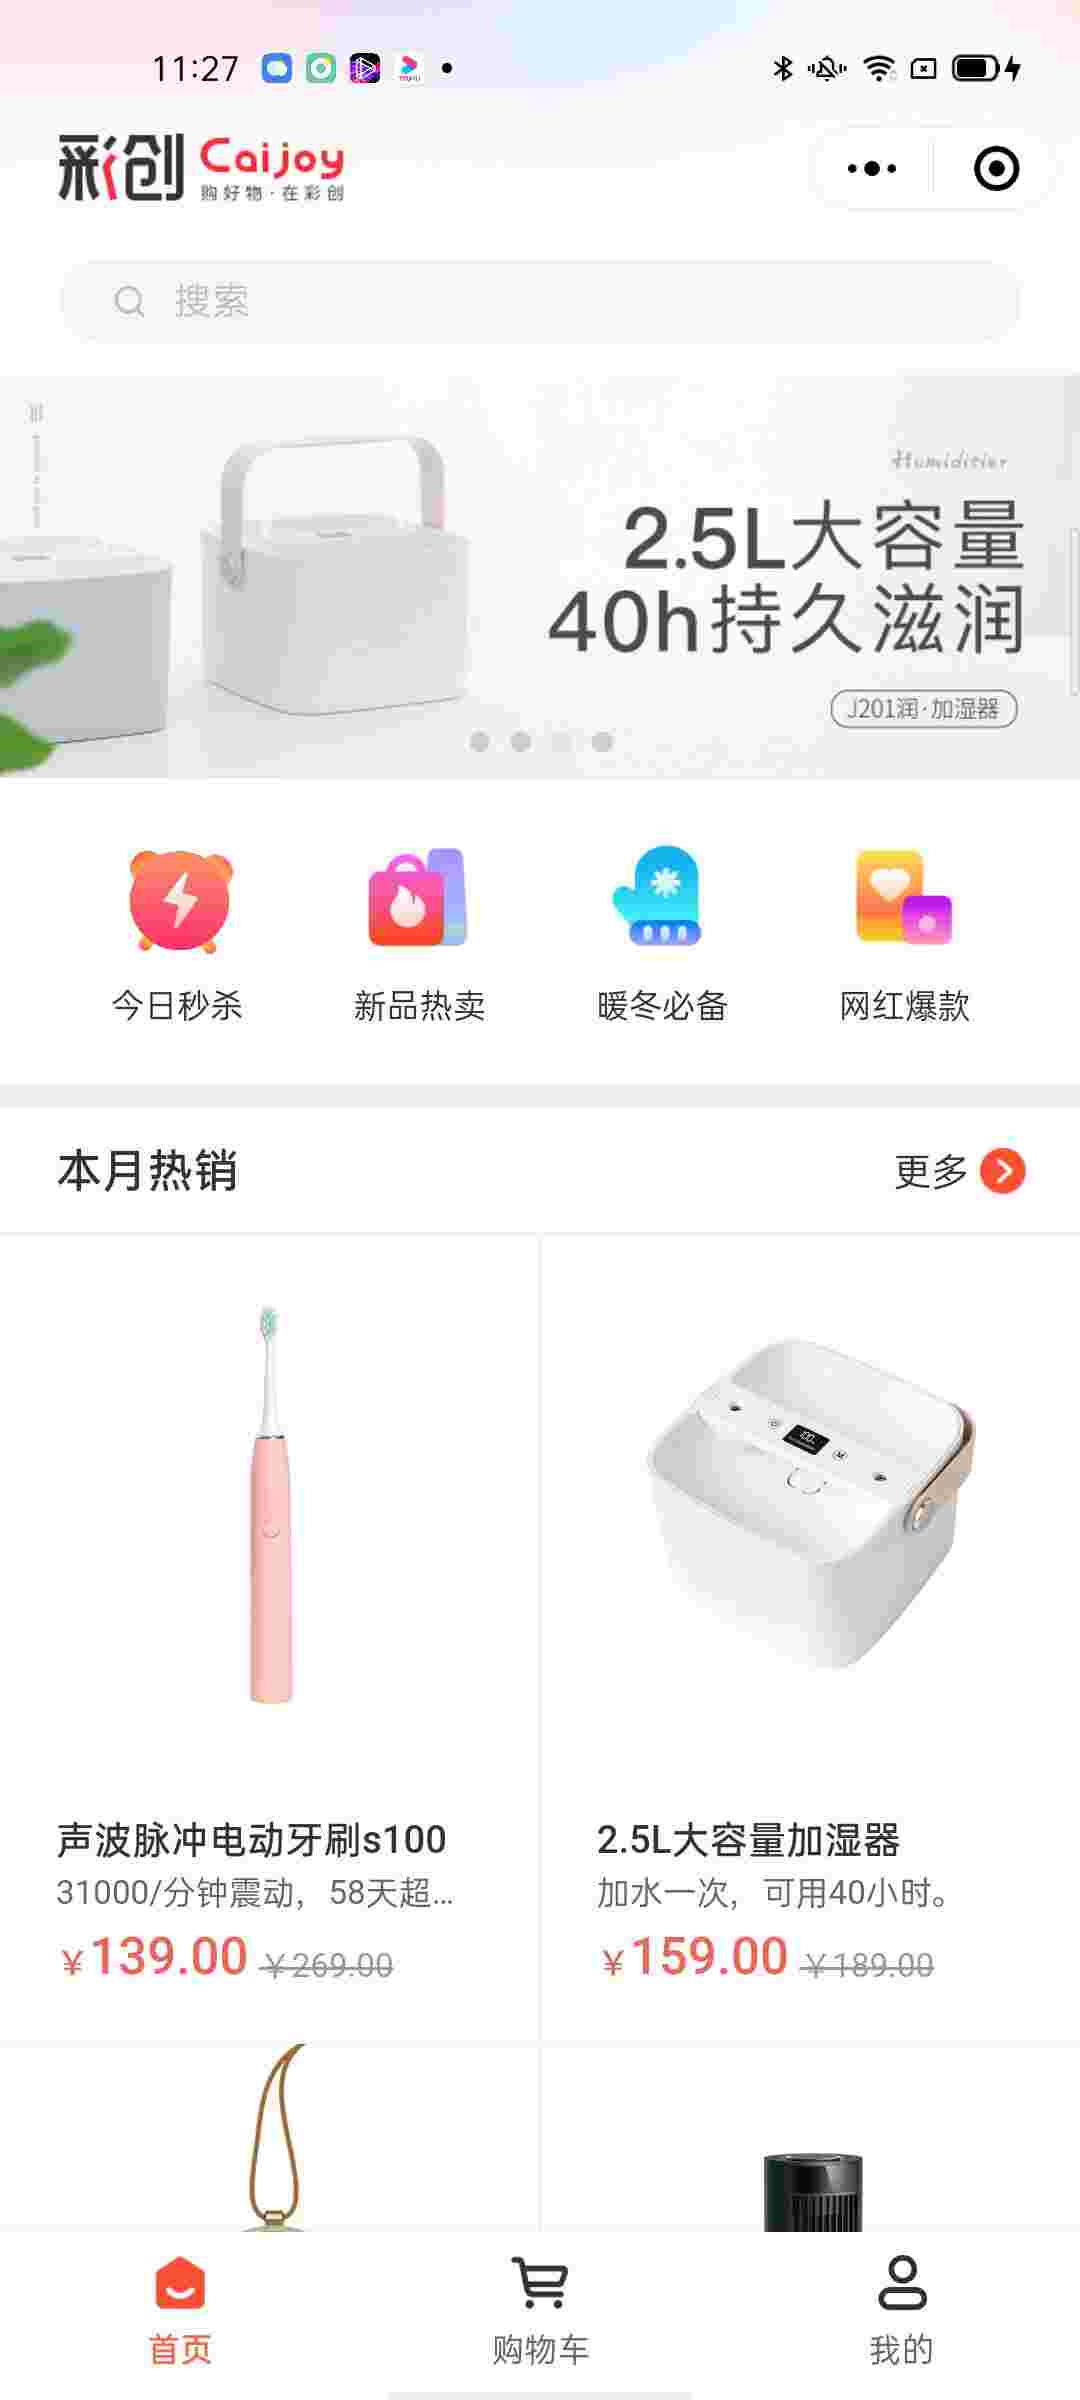 11:27
彩创 Caijoy
购好物·在彩创
搜索
Humiditier
2.5L大容量
40h持久滋润
J201润·加湿器
今日秒杀 新品热卖 暖冬必备 网红爆款
本月热销 更多
声波脉冲电动牙刷s100
31000/分钟震动，58天超...
￥139.00 ￥269.00
2.5L大容量加湿器
加水一次，可用40小时。
￥159.00 ￥189.00
首页 购物车 我的